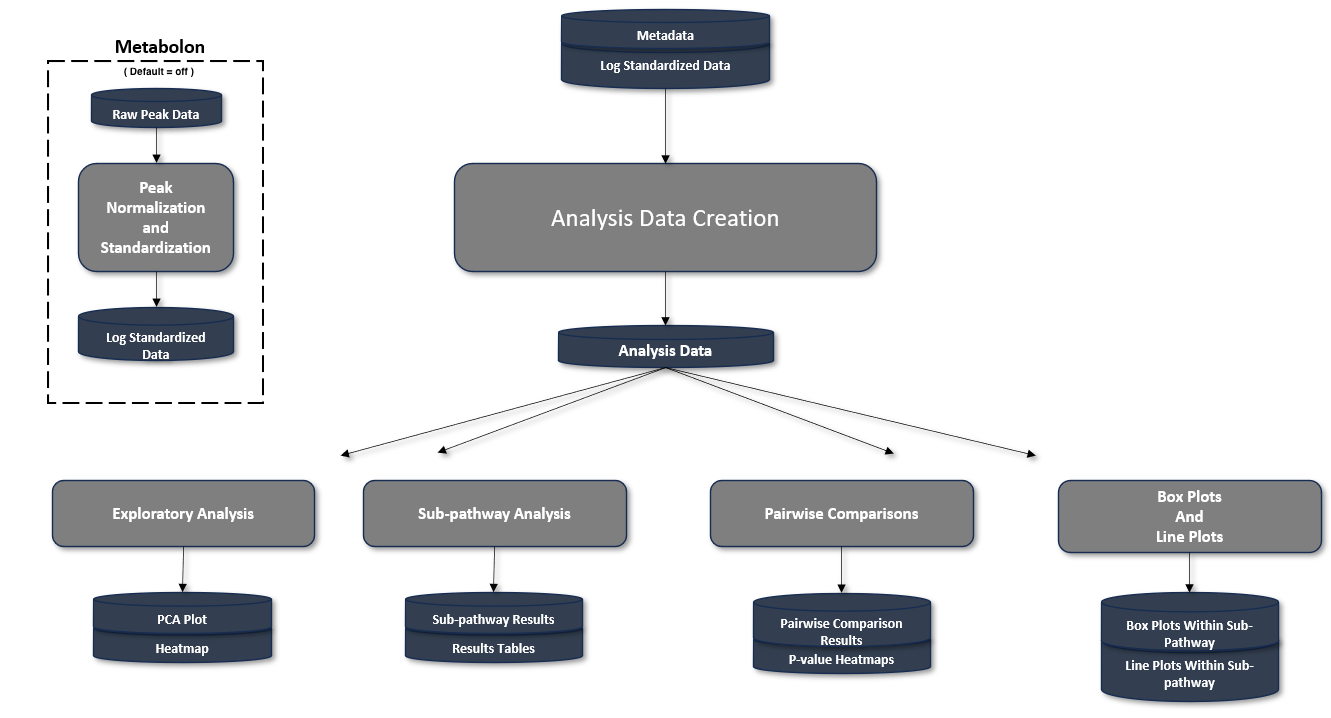 Metabolon
( Default = off )
Raw Peak Data
Peak
Normalization
and
Standardization
Log Standardized
Data
Metadata
Log Standardized Data
Analysis Data Creation
Analysis Data
Exploratory Analysis
PCA Plot
Heatmap
Sub-pathway Analysis
Sub-pathway Results
Results Tables
Pairwise Comparisons
Pairwise Comparison
Results
P-value Heatmaps
Box Plots
And
Line Plots
Box Plots Within Sub-
Pathway
Line Plots Within Sub-
pathway